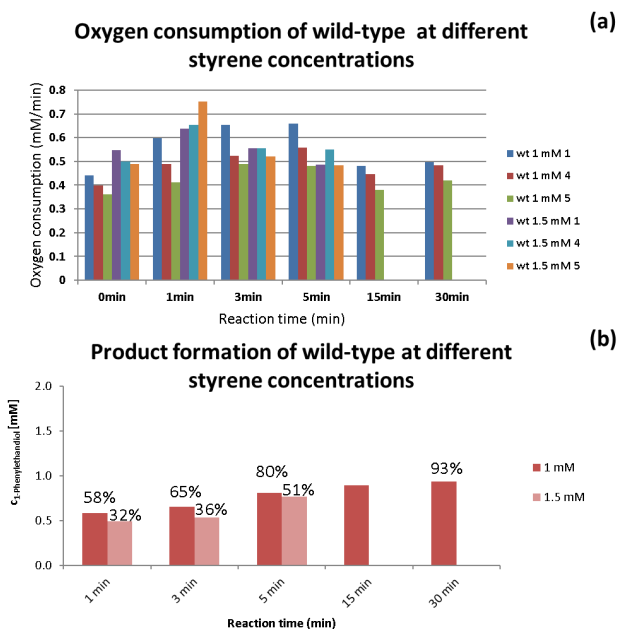 Oxygen consumption of wild-type at different
styrene concentrations
(a)
Oxygen consumption (mM/min)
0.8
0.7
0.6
0.5
0.4
0.3
0.2
0.1
0
0min 1min 3min 5min 15min 30min
Reaction time (min)
wt 1 mM 1
wt 1 mM 4
wt 1 mM 5
wt 1.5 mM 1
wt 1.5 mM 4
wt 1.5 mM 5
(b)
Product formation of wild-type at different
styrene concentrations
c1-Phenylethandiol [mM]
2.0
1.5
1.0
0.5
0.0
58% 32% 65% 36% 80% 51% 93%
1 min 3 min 5 min 15 min 30 min
Reaction time (min)
1 mM
1.5 mM